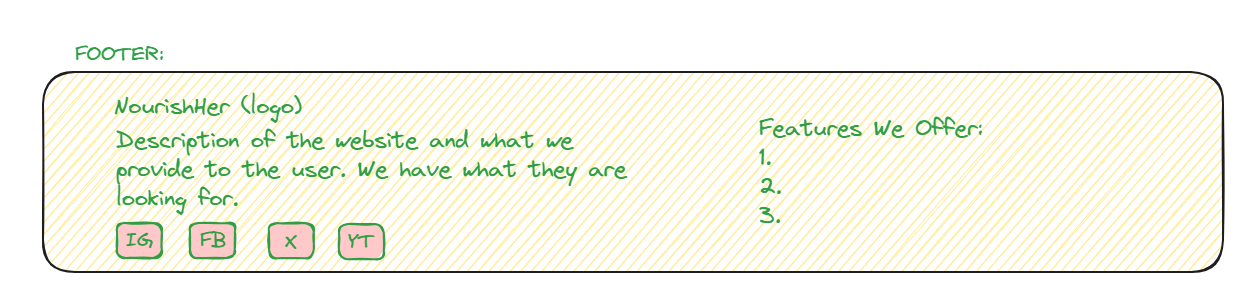 FOOTER:
NourishHer (logo)
Description of the website and what we
provide to the user. We have what they are
looking for.
IG
FB
X
YT
Features We Offer:
1.
2.
3.